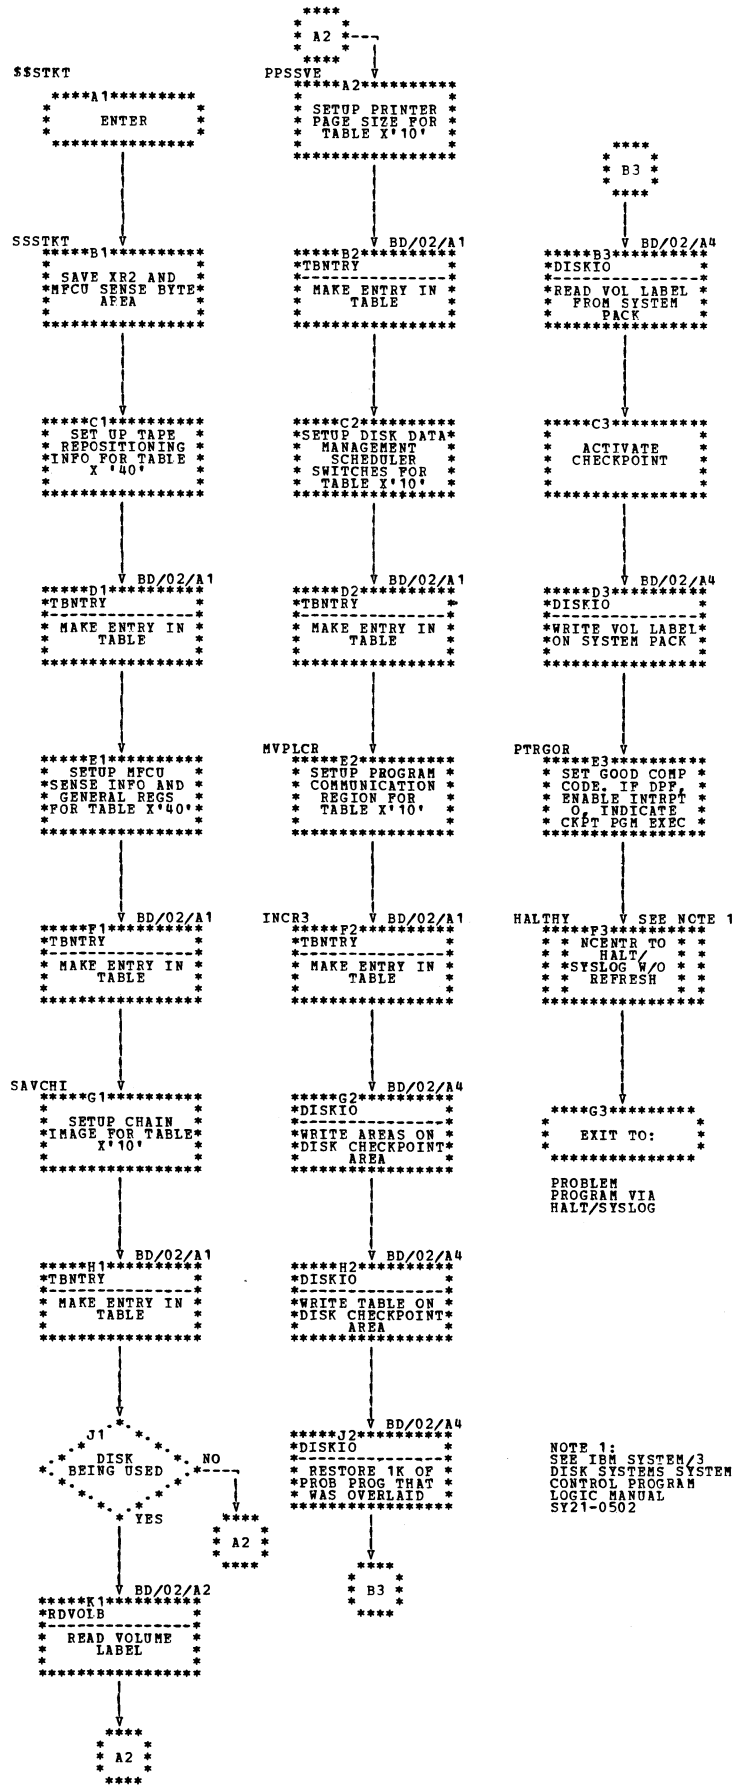 $$STKT
A1
ENTER
SSSTKT
B1
SAVE XR2 AND
MFCU SENSE BYTE
AREA
C1
SET UP TAPE
REPOSITIONING
INFO FOR TABLE
X '40'
BD/02/A1
D1
TBNTRY
MAKE ENTRY IN
TABLE
E1
SETUP MFCU
SENSE INFO AND
GENERAL REGS
FOR TABLE X'40'
BD/02/A1
F1
TBNTRY
MAKE ENTRY IN
TABLE
SAVCHI
G1
SETUP CHAIN
IMAGE FOR TABLE
X'10'
BD/02/A1
H1
TBNTRY
MAKE ENTRY IN
TABLE
J1
DISK
BEING USED
NO
YES
A2
BD/02/A2
K1
RDVOLB
READ VOLUME
LABEL
A2
A2
PPSSVE
A2
SETUP PRINTER
PAGE SIZE FOR
TABLE X'10'
BD/02/A1
B2
TBNTRY
MAKE ENTRY IN
TABLE
C2
SETUP DISK DATA
MANAGEMENT
SCHEDULER
SWITCHES FOR
TABLE X'10'
BD/02/A1
D2
TBNTRY
MAKE ENTRY IN
TABLE
MVPLCR
E2
SETUP PROGRAM
COMMUNICATION
REGION FOR
TABLE X'10'
INCR3
BD/02/A1
F2
TBNTRY
MAKE ENTRY IN
TABLE
BD/02/A4
G2
DISKIO
WRITE AREAS ON
DISK CHECKPOINT
AREA
BD/02/A4
H2
DISKIO
WRITE TABLE ON
DISK CHECKPOINT
AREA
BD/02/A4
J2
DISKIO
RESTORE 1K OF
PROB PROG THAT
WAS OVERLAID
B3
B3
BD/02/A4
B3
DISKIO
READ VOL LABEL
FROM SYSTEM
PACK
C3
ACTIVATE
CHECKPOINT
BD/02/A4
D3
DISKIO
WRITE VOL LABEL
ON SYSTEM PACK
PTRGOR
E3
SET GOOD COMP
CODE. IF DPF,
ENABLE INTRPT
0, INDICATE
CKPT PGM EXEC
HALTHY
SEE NOTE 1
F3
NCENTR TO
HALT/
SYSLOG W/O
REFRESH
G3
EXIT TO:
PROBLEM
PROGRAM VIA
HALT/SYSLOG
NOTE 1:
SEE IBM SYSTEM/3
DISK SYSTEMS SYSTEM
CONTROL PROGRAM
LOGIC MANUAL
SY21-0502